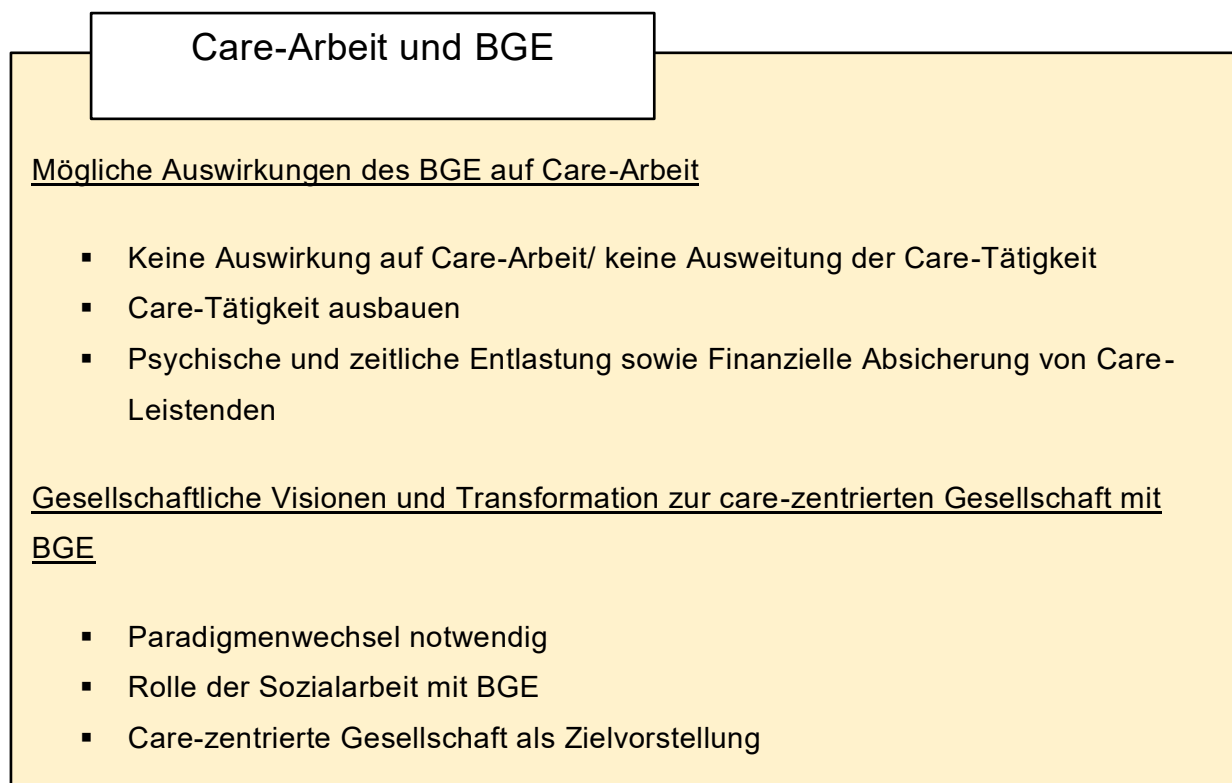 Care-Arbeit und BGE
Mögliche Auswirkungen des BGE auf Care-Arbeit
▪ Keine Auswirkung auf Care-Arbeit/ keine Ausweitung der Care-Tätigkeit
▪ Care-Tätigkeit ausbauen
▪ Psychische und zeitliche Entlastung sowie Finanzielle Absicherung von Care-
Leistenden
Gesellschaftliche Visionen und Transformation zur care-zentrierten Gesellschaft mit
BGE
▪ Paradigmenwechsel notwendig
▪ Rolle der Sozialarbeit mit BGE
▪ Care-zentrierte Gesellschaft als Zielvorstellung